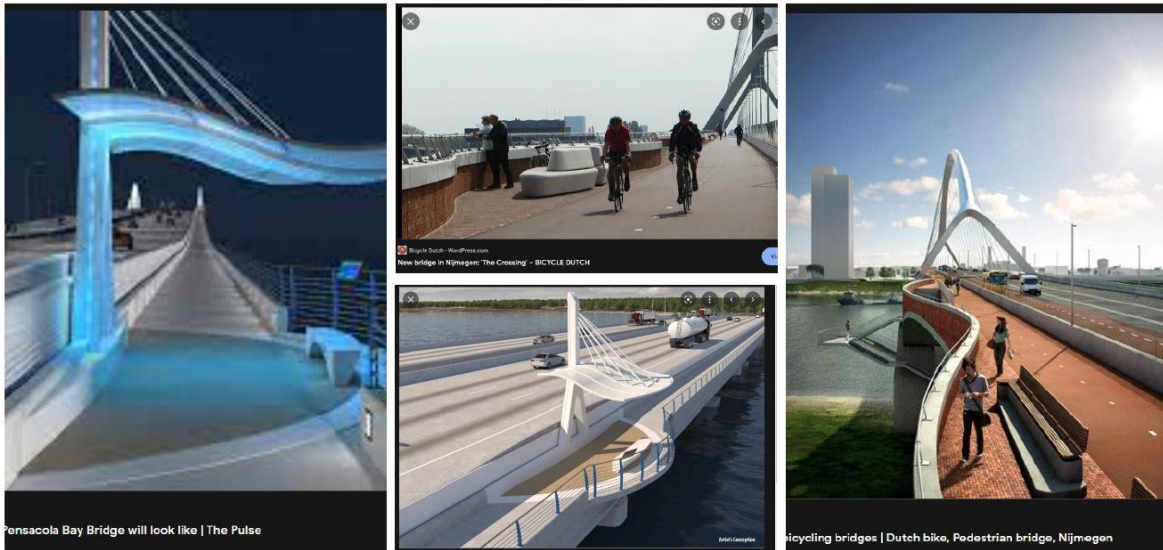 Pensacola Bay Bridge will look like | The Pulse
Bicycle Dutch - WordPress.com
New bridge in Nijmegen: 'The Crossing' – BICYCLE DUTCH
Vi
Artist's Conception
bicycling bridges | Dutch bike, Pedestrian bridge, Nijmegen